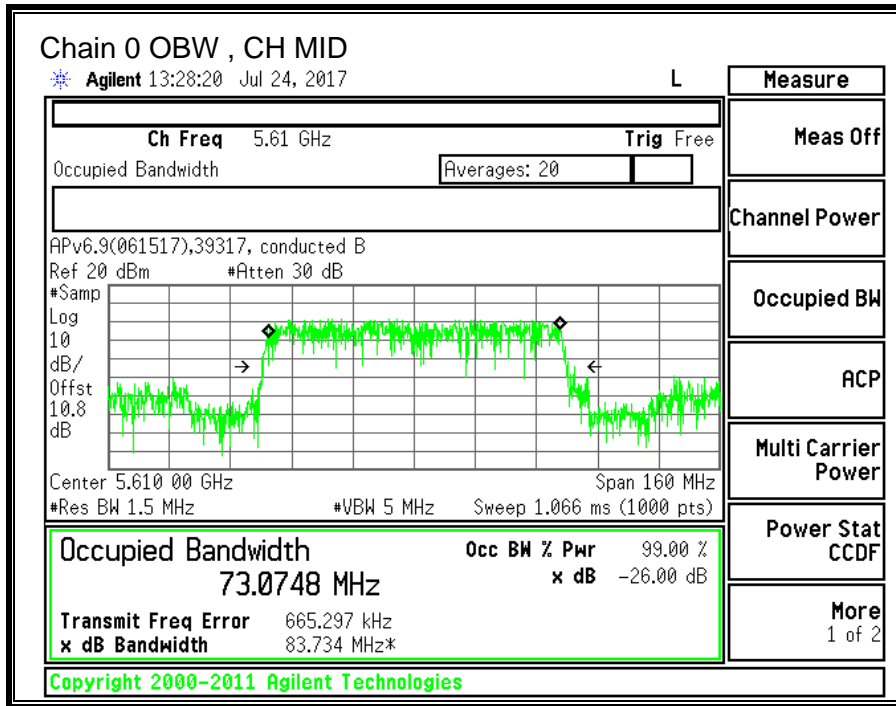 Chain 0 OBW , CH MID
Agilent 13:28:20 Jul 24, 2017 L
Measure
Ch Freq 5.61 GHz Trig Free
Occupied Bandwidth Averages: 20
APv6.9(061517),39317, conducted B
Ref 20 dBm #Atten 30 dB
#Samp
Log
10
dB/
Offst
10.8
dB
Center 5.610 00 GHz Span 160 MHz
#Res BW 1.5 MHz #VBW 5 MHz Sweep 1.066 ms (1000 pts)
Occupied Bandwidth
73.0748 MHz
Occ BW % Pwr 99.00 %
x dB -26.00 dB
Transmit Freq Error 665.297 kHz
x dB Bandwidth 83.734 MHz*
Copyright 2000-2011 Agilent Technologies
Meas Off
Channel Power
Occupied BW
ACP
Multi Carrier
Power
Power Stat
CCDF
More
1 of 2